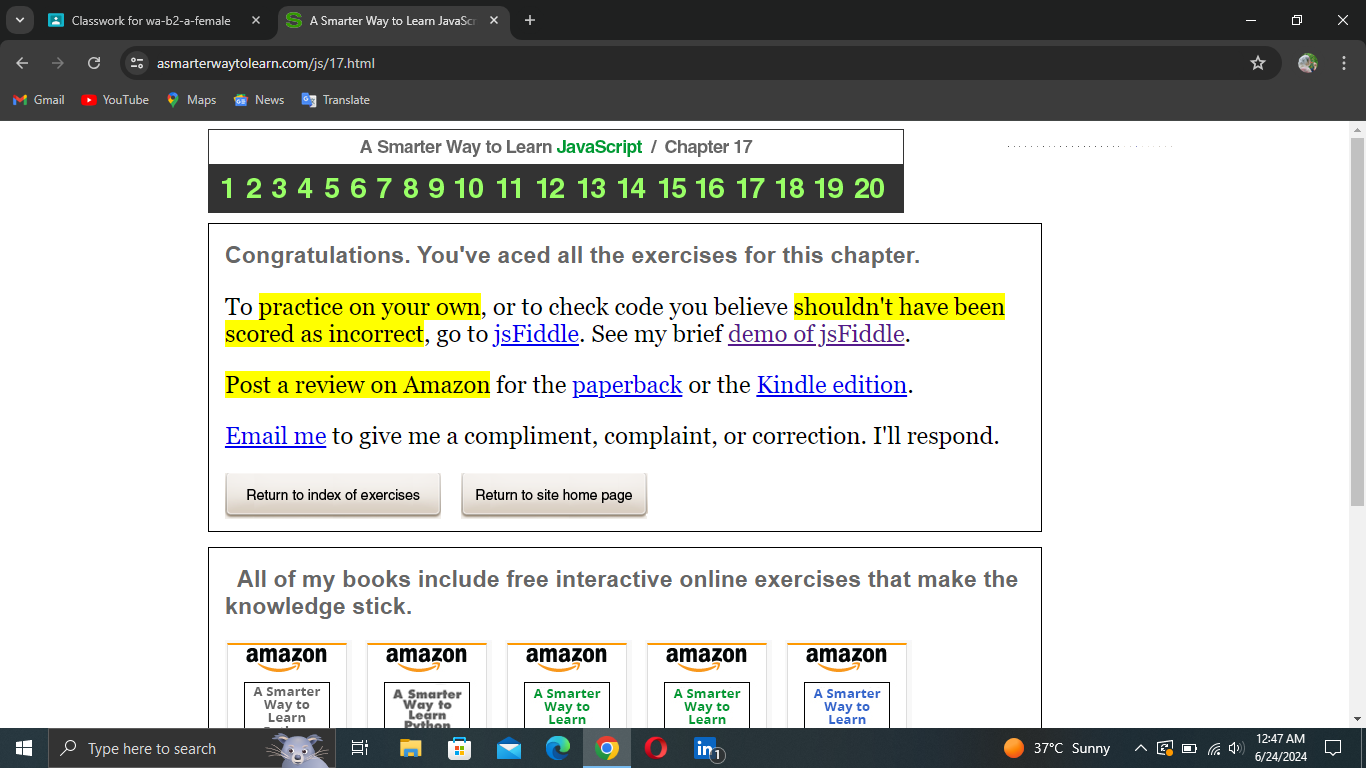 Classwork for wa-b2-a-female
A Smarter Way to Learn JavaScr
asmarterwaytolearn.com/js/17.html
Gmail YouTube Maps News Translate
A Smarter Way to Learn JavaScript / Chapter 17
1 2 3 4 5 6 7 8 9 10 11 12 13 14 15 16 17 18 19 20
Congratulations. You've aced all the exercises for this chapter.
To practice on your own, or to check code you believe shouldn't have been
scored as incorrect, go to jsFiddle. See my brief demo of jsFiddle.
Post a review on Amazon for the paperback or the Kindle edition.
Email me to give me a compliment, complaint, or correction. I'll respond.
Return to index of exercises Return to site home page
All of my books include free interactive online exercises that make the
knowledge stick.
amazon amazon amazon amazon amazon
A Smarter A Smarter A Smarter A Smarter A Smarter
Way to Way to Way to Way to Way to
Learn Learn Learn Learn Learn
Python
Type here to search
1
37°C Sunny
12:47 AM
6/24/2024